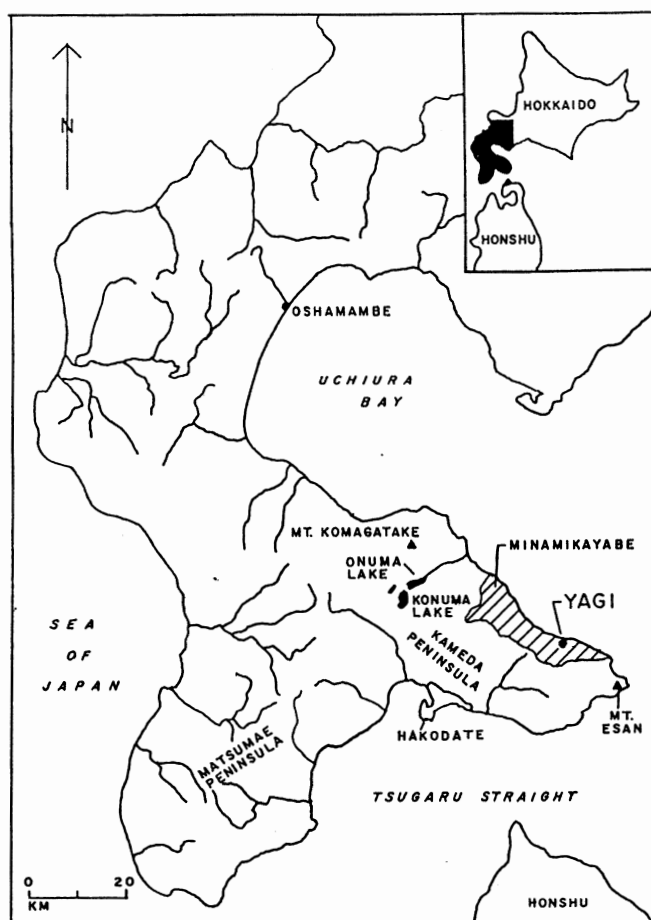 N
HOKKAIDO
HONSHU
OSHAMAMBE
UCHIURA
BAY
MT. KOMAGATAKE
MINAMIKAYABE
ONUMA
LAKE
KONUMA
LAKE
YAGI
KAMEDA
PENINSULA
SEA
OF
JAPAN
MT.
ESAN
HAKODATE
MATSUMAE
PENINSULA
TSUGARU STRAIGHT
0 20
KM
HONSHU